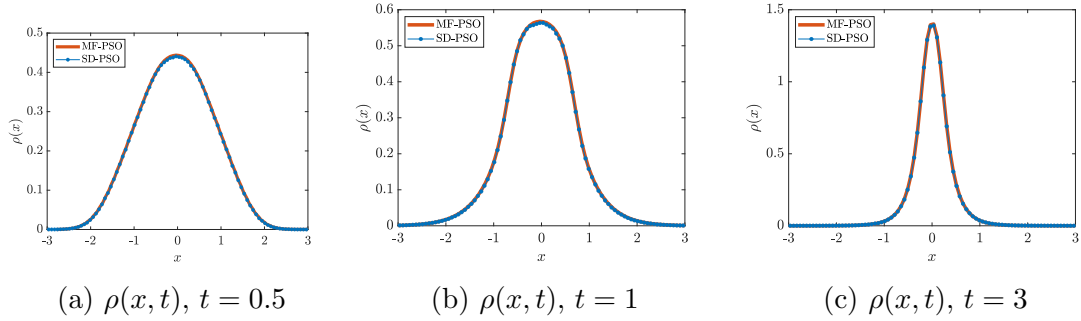 0.5
0.4
0.3
0.2
0.1
0
ρ(x)
MF-PSO
SD-PSO
-3 -2 -1 0 1 2 3
x
(a) ρ(x, t), t = 0.5
0.6
0.5
0.4
0.3
0.2
0.1
0
ρ(x)
MF-PSO
SD-PSO
-3 -2 -1 0 1 2 3
x
(b) ρ(x, t), t = 1
1.5
1
0.5
0
ρ(x)
MF-PSO
SD-PSO
-3 -2 -1 0 1 2 3
x
(c) ρ(x, t), t = 3